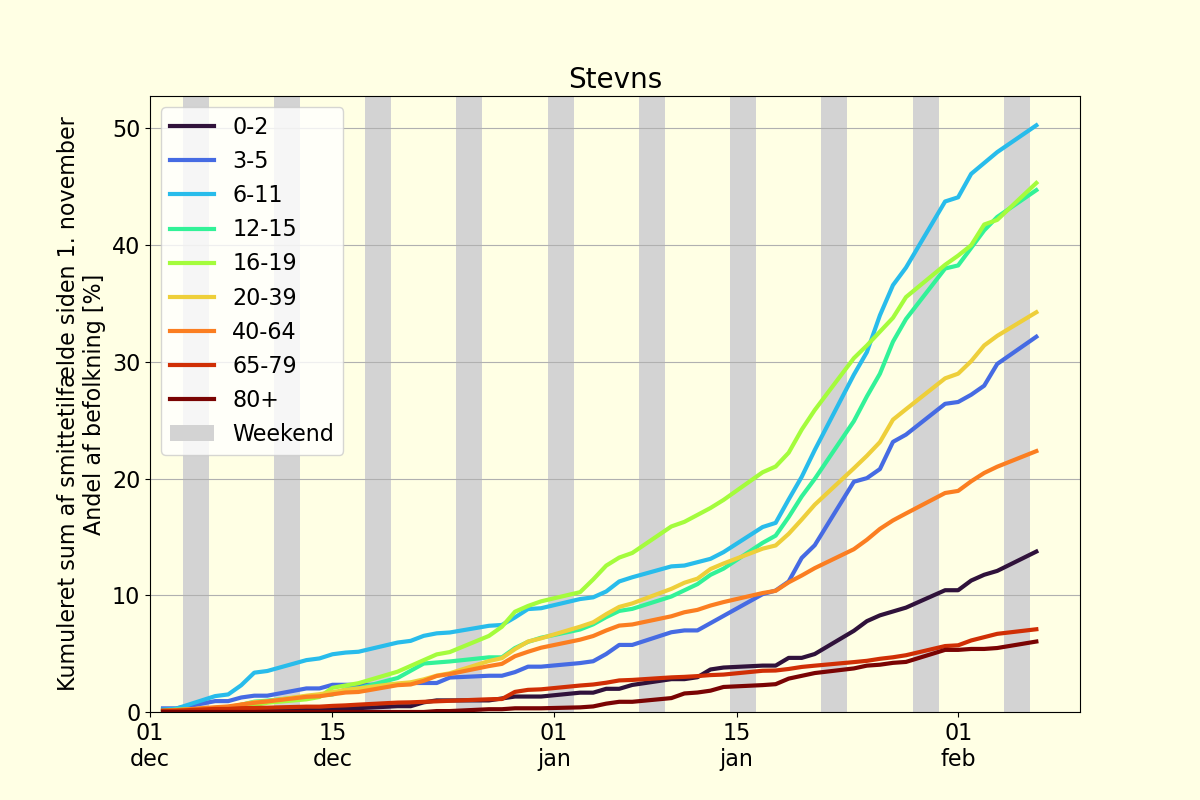 Stevns
Kumuleret sum af smittetilfælde siden 1. november
Andel af befolkning [%]
50
40
30
20
10
0
0-2
3-5
6-11
12-15
16-19
20-39
40-64
65-79
80+
Weekend
01
dec
15
dec
01
jan
15
jan
01
feb